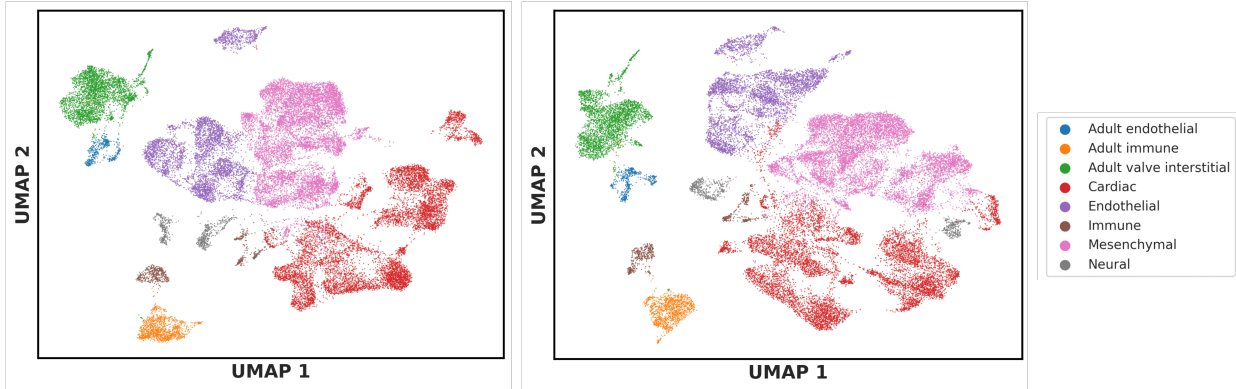 UMAP 2
UMAP 1
UMAP 2
UMAP 1
Adult endothelial
Adult immune
Adult valve interstitial
Cardiac
Endothelial
Immune
Mesenchymal
Neural